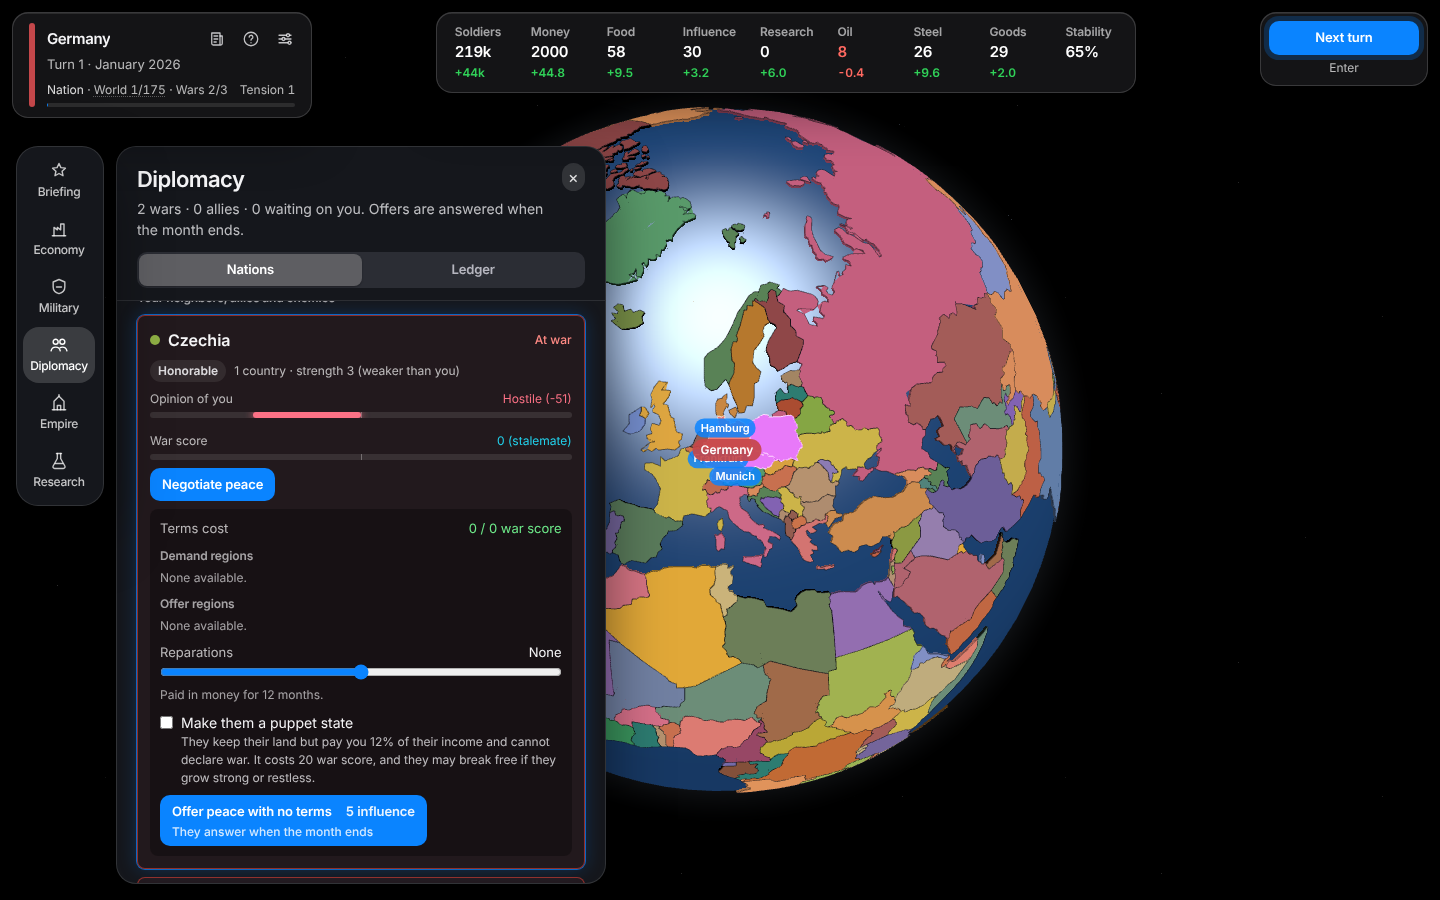 Germany
Turn 1 · January 2026
Nation · World 1/175 · Wars 2/3 Tension 1
Soldiers Money Food Influence Research Oil Steel Goods Stability
219k 2000 58 30 0 8 26 29 65%
+44k +44.8 +9.5 +3.2 +6.0 -0.4 +9.6 +2.0
Next turn
Enter
Briefing
Economy
Military
Diplomacy
Empire
Research
Diplomacy
2 wars · 0 allies · 0 waiting on you. Offers are answered when
the month ends.
Nations Ledger
Your neighbors, allies and enemies
Czechia At war
Honorable 1 country · strength 3 (weaker than you)
Opinion of you Hostile (-51)
War score 0 (stalemate)
Negotiate peace
Terms cost 0 / 0 war score
Demand regions
None available.
Offer regions
None available.
Reparations None
Paid in money for 12 months.
Make them a puppet state
They keep their land but pay you 12% of their income and cannot
declare war. It costs 20 war score, and they may break free if they
grow strong or restless.
Offer peace with no terms 5 influence
They answer when the month ends
Hamburg
Germany
Munich